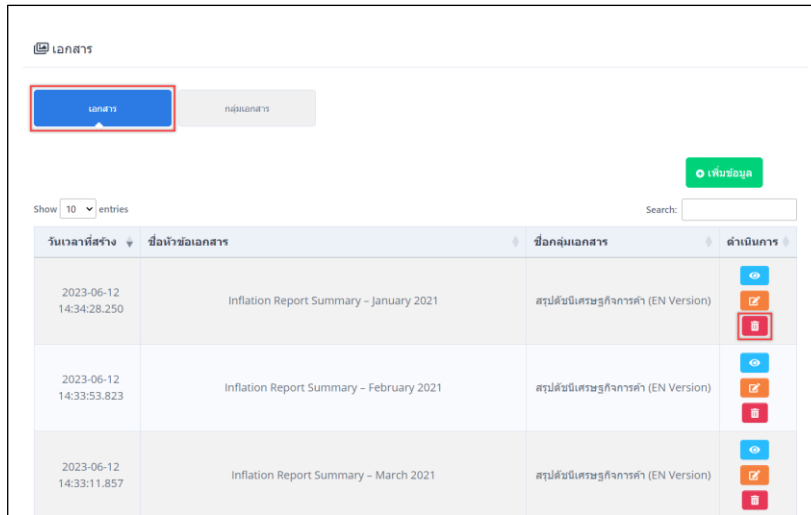 เอกสาร
เอกสาร กลุ่มเอกสาร
เพิ่มข้อมูล
Show 10 entries Search:
วันเวลาที่สร้าง ชื่อหัวข้อเอกสาร ชื่อกลุ่มเอกสาร ดำเนินการ
2023-06-12
14:34:28.250 Inflation Report Summary – January 2021 สรุปดัชนีเศรษฐกิจการค้า (EN Version)
2023-06-12
14:33:53.823 Inflation Report Summary – February 2021 สรุปดัชนีเศรษฐกิจการค้า (EN Version)
2023-06-12
14:33:11.857 Inflation Report Summary – March 2021 สรุปดัชนีเศรษฐกิจการค้า (EN Version)